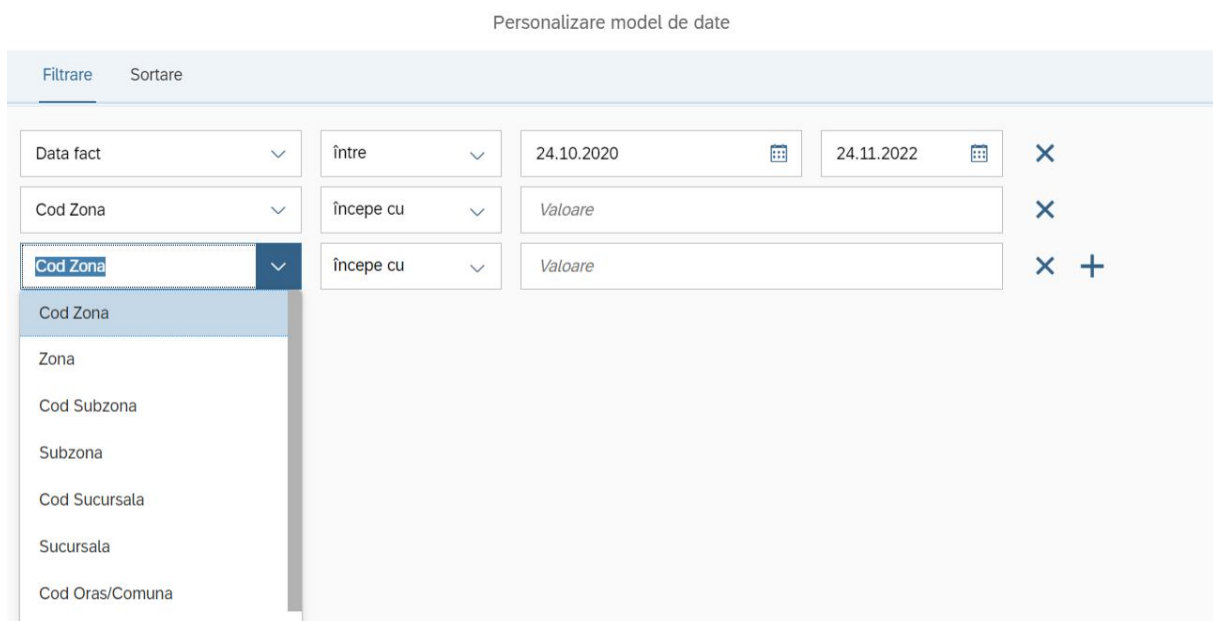 Personalizare model de date
Filtrare Sortare
Data fact între 24.10.2020 24.11.2022
Cod Zona începe cu Valoare
Cod Zona începe cu Valoare
Cod Zona
Zona
Cod Subzona
Subzona
Cod Sucursala
Sucursala
Cod Oras/Comuna